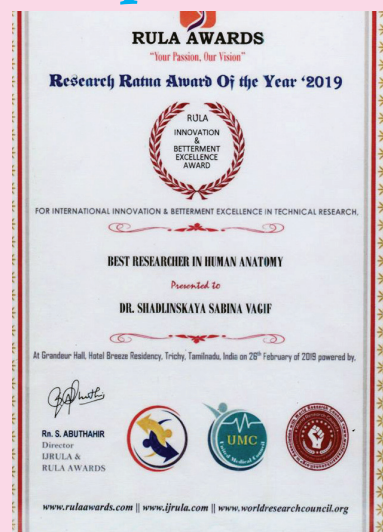 RULA AWARDS
"Your Passion, Our Vision"
Research Ratna Award Of the Year '2019
RULA
INNOVATION
&
BETTERMENT
EXCELLENCE
AWARD
FOR INTERNATIONAL INNOVATION & BETTERMENT EXCELLENCE IN TECHNICAL RESEARCH,
BEST RESEARCHER IN HUMAN ANATOMY
Presented to
DR. SHADLINSKAYA SABINA VAGIF
At Grandeur Hall, Hotel Breeze Residency, Trichy, Tamilnadu, India on 26th February of 2019 powered by,
Rn. S. ABUTHAHIR
Director
IJRULA &
RULA AWARDS
UMC
United Medical Council
www.rulaawards.com || www.ijrula.com || www.worldresearchcouncil.org